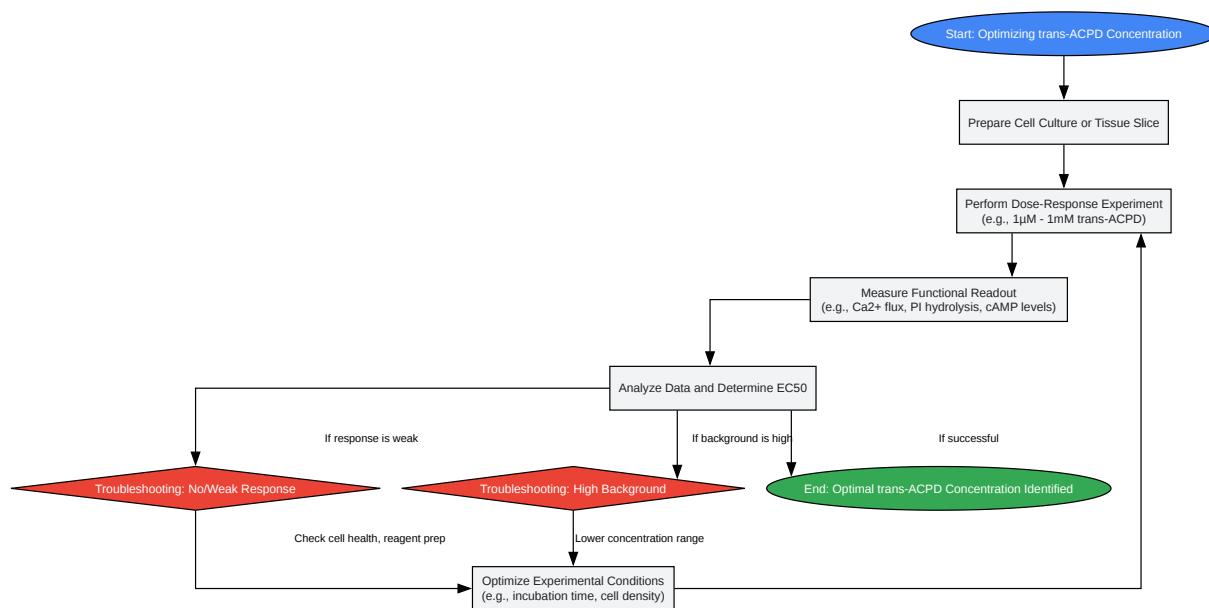 Start: Optimizing trans-ACPD Concentration
Prepare Cell Culture or Tissue Slice
Perform Dose-Response Experiment
(e.g., 1µM - 1mM trans-ACPD)
Measure Functional Readout
(e.g., Ca2+ flux, PI hydrolysis, cAMP levels)
Analyze Data and Determine EC50
If response is weak
If background is high
If successful
Troubleshooting: No/Weak Response
Troubleshooting: High Background
End: Optimal trans-ACPD Concentration Identified
Check cell health, reagent prep
Lower concentration range
Optimize Experimental Conditions
(e.g., incubation time, cell density)